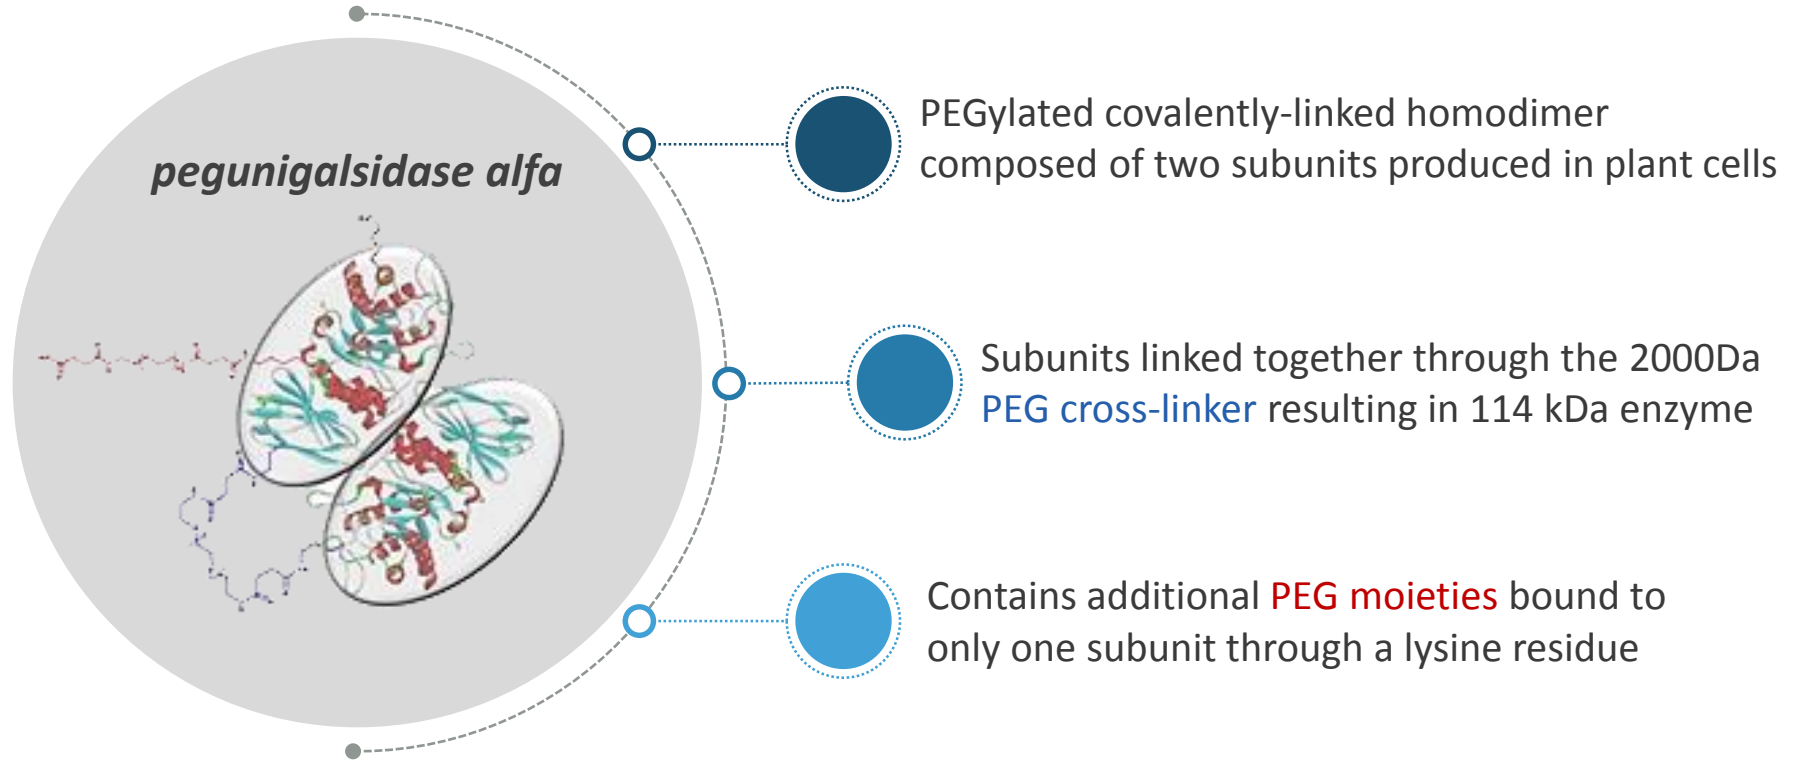 pegunigalsidase alfa
PEGylated covalently-linked homodimer
composed of two subunits produced in plant cells
Subunits linked together through the 2000Da
PEG cross-linker resulting in 114 kDa enzyme
Contains additional PEG moieties bound to
only one subunit through a lysine residue